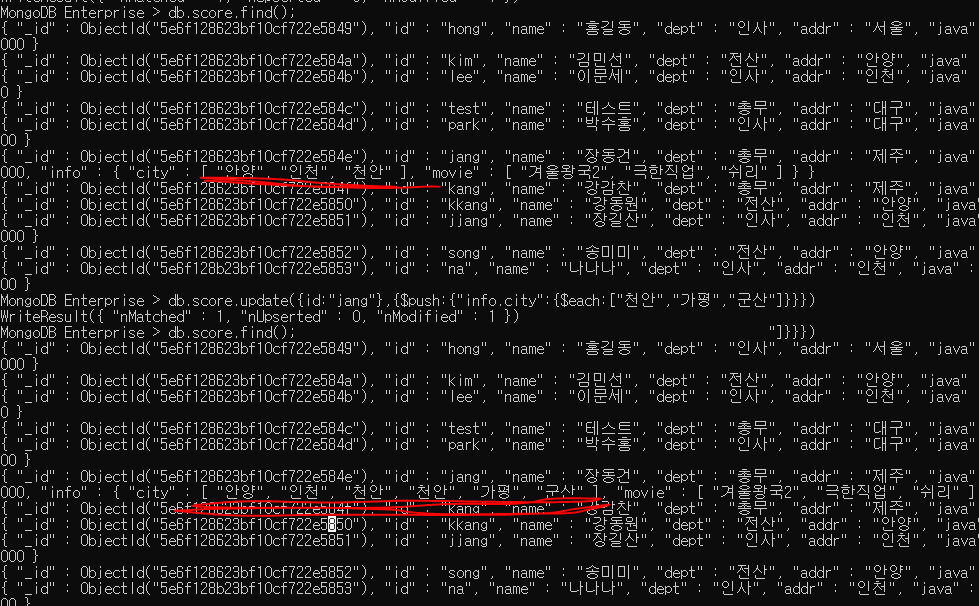 MongoDB Enterprise > db.score.find();
{ "_id" : ObjectId("5e6f128623bf10cf722e5849"), "id" : "hong", "name" : "홍길동", "dept" : "인사", "addr" : "서울", "java
000 }
{ "_id" : ObjectId("5e6f128623bf10cf722e584a"), "id" : "kim", "name" : "김민선", "dept" : "전산", "addr" : "안양", "java"
{ "_id" : ObjectId("5e6f128623bf10cf722e584b"), "id" : "lee", "name" : "이문세", "dept" : "인사", "addr" : "인천", "java"
0 }
{ "_id" : ObjectId("5e6f128623bf10cf722e584c"), "id" : "test", "name" : "테스트", "dept" : "총무", "addr" : "대구", "java
{ "_id" : ObjectId("5e6f128623bf10cf722e584d"), "id" : "park", "name" : "박수홍", "dept" : "인사", "addr" : "대구", "java
00 }
{ "_id" : ObjectId("5e6f128623bf10cf722e584e"), "id" : "jang", "name" : "장동건", "dept" : "총무", "addr" : "제주", "java
000, "info" : { "city" : "안양", "인천", "천안" ], "movie" : [ "겨울왕국2", "극한직업", "쉬리" ] } }
{ "_id" : ObjectId("5e6f128623bf10cf722e584f"), "id" : "kang", "name" : "강감찬", "dept" : "총무", "addr" : "제주", "java
{ "_id" : ObjectId("5e6f128623bf10cf722e5850"), "id" : "kkang", "name" : "강동원", "dept" : "전산", "addr" : "안양", "jav
{ "_id" : ObjectId("5e6f128623bf10cf722e5851"), "id" : "jjang", "name" : "장길산", "dept" : "인사", "addr" : "인천", "jav
000 }
{ "_id" : ObjectId("5e6f128623bf10cf722e5852"), "id" : "song", "name" : "송미미", "dept" : "전산", "addr" : "안양", "java
{ "_id" : ObjectId("5e6f128b23bf10cf722e5853"), "id" : "na", "name" : "나나나", "dept" : "인사", "addr" : "인천", "java" :
00 }
MongoDB Enterprise > db.score.update({id:"jang"},{$push:{"info.city":{$each:["천안","가평","군산"]}}})
WriteResult({ "nMatched" : 1, "nUpserted" : 0, "nModified" : 1 })
MongoDB Enterprise > db.score.find(); "]}}})
{ "_id" : ObjectId("5e6f128623bf10cf722e5849"), "id" : "hong", "name" : "홍길동", "dept" : "인사", "addr" : "서울", "java
000 }
{ "_id" : ObjectId("5e6f128623bf10cf722e584a"), "id" : "kim", "name" : "김민선", "dept" : "전산", "addr" : "안양", "java"
{ "_id" : ObjectId("5e6f128623bf10cf722e584b"), "id" : "lee", "name" : "이문세", "dept" : "인사", "addr" : "인천", "java"
0 }
{ "_id" : ObjectId("5e6f128623bf10cf722e584c"), "id" : "test", "name" : "테스트", "dept" : "총무", "addr" : "대구", "java
{ "_id" : ObjectId("5e6f128623bf10cf722e584d"), "id" : "park", "name" : "박수홍", "dept" : "인사", "addr" : "대구", "java
00 }
{ "_id" : ObjectId("5e6f128623bf10cf722e584e"), "id" : "jang", "name" : "장동건", "dept" : "총무", "addr" : "제주", "java
000, "info" : { "city" : [ "안양", "인천", "천안", "천안", "가평", "군산" ], "movie" : [ "겨울왕국2", "극한직업", "쉬리" ]
{ "_id" : ObjectId("5e6f128623bf10cf722e584f"), "id" : "kang", "name" : "강감찬", "dept" : "총무", "addr" : "제주", "java
{ "_id" : ObjectId("5e6f128623bf10cf722e5850"), "id" : "kkang", "name" : "강동원", "dept" : "전산", "addr" : "안양", "jav
{ "_id" : ObjectId("5e6f128623bf10cf722e5851"), "id" : "jjang", "name" : "장길산", "dept" : "인사", "addr" : "인천", "jav
000 }
{ "_id" : ObjectId("5e6f128623bf10cf722e5852"), "id" : "song", "name" : "송미미", "dept" : "전산", "addr" : "안양", "java
{ "_id" : ObjectId("5e6f128b23bf10cf722e5853"), "id" : "na", "name" : "나나나", "dept" : "인사", "addr" : "인천", "java" :
00 }